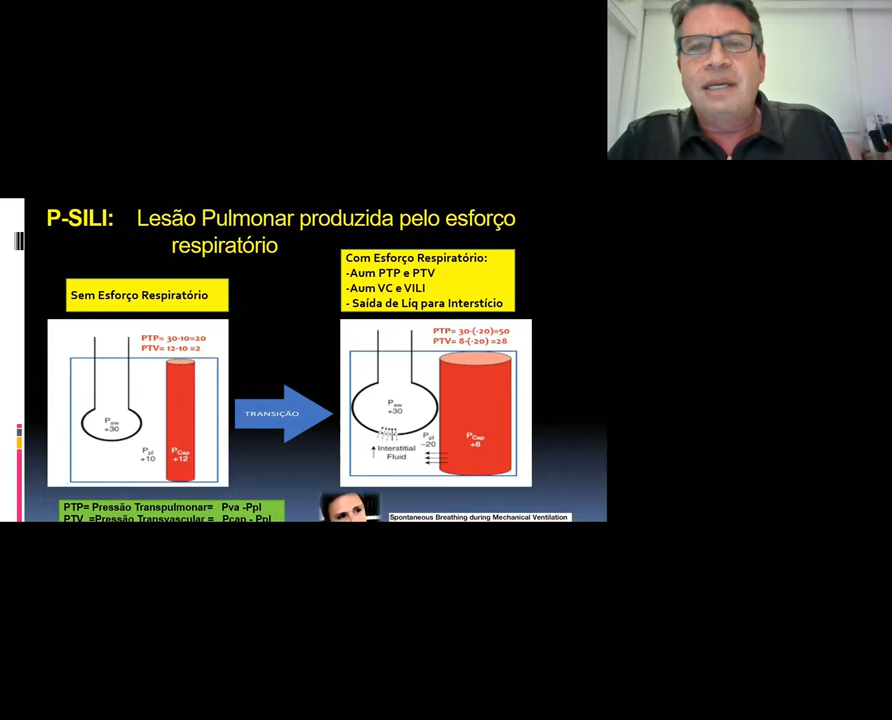 P-SILI: Lesão Pulmonar produzida pelo esforço
respiratório
Sem Esforço Respiratório
Com Esforço Respiratório:
-Aum PTP e PTV
-Aum VC e VILI
- Saída de Líq para Interstício
PTP= 30-10=20
PTV= 12-10 =2
Paw
+30
Ppl
+10
PCap
+12
TRANSIÇÃO
PTP= 30-(-20)=50
PTV= 8-(-20) =28
Paw
+30
Ppl
-20
Interstitial
Fluid
PCap
+8
PTP= Pressão Transpulmonar= Pva -Ppl
PTV =Pressão Transvascular = Pcap - Ppl
Spontaneous Breathing during Mechanical Ventilation